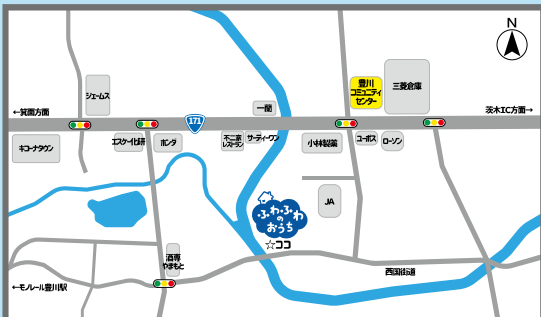 N
豊川
コミュニティ
センター
三菱倉庫
ジェームス
一蘭
←箕面方面
171
茨木IC方面→
キコーナタウン
エスケー化研
ホンダ
不二家
レストラン
サーティーワン
小林製薬
ユーポス
ローソン
JA
ふわふわ
の
おうち
☆ココ
酒専
やまもと
西国街道
←モノレール豊川駅